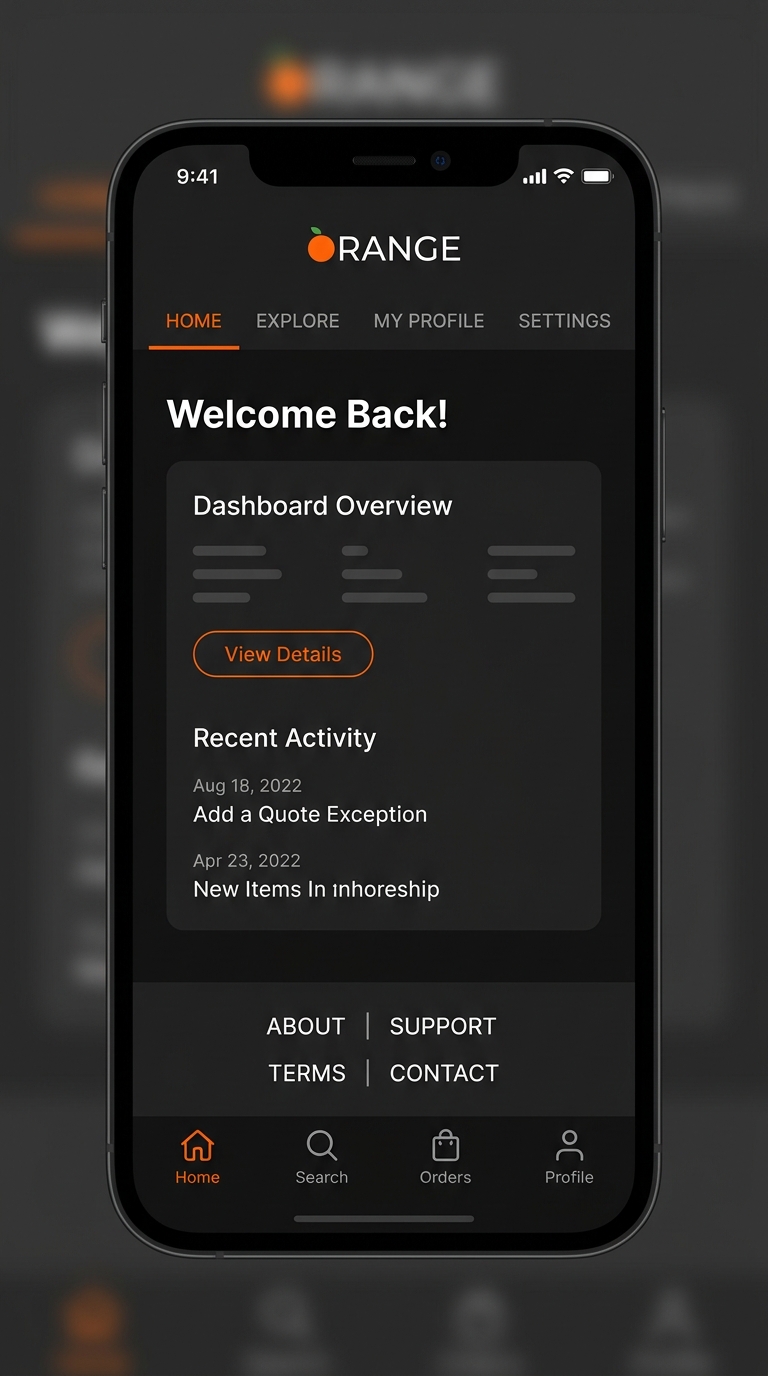 9:41
ORANGE
HOME EXPLORE MY PROFILE SETTINGS
Welcome Back!
Dashboard Overview
View Details
Recent Activity
Aug 18, 2022
Add a Quote Exception
Apr 23, 2022
New Items In ınhoreship
ABOUT | SUPPORT
TERMS | CONTACT
Home Search Orders Profile